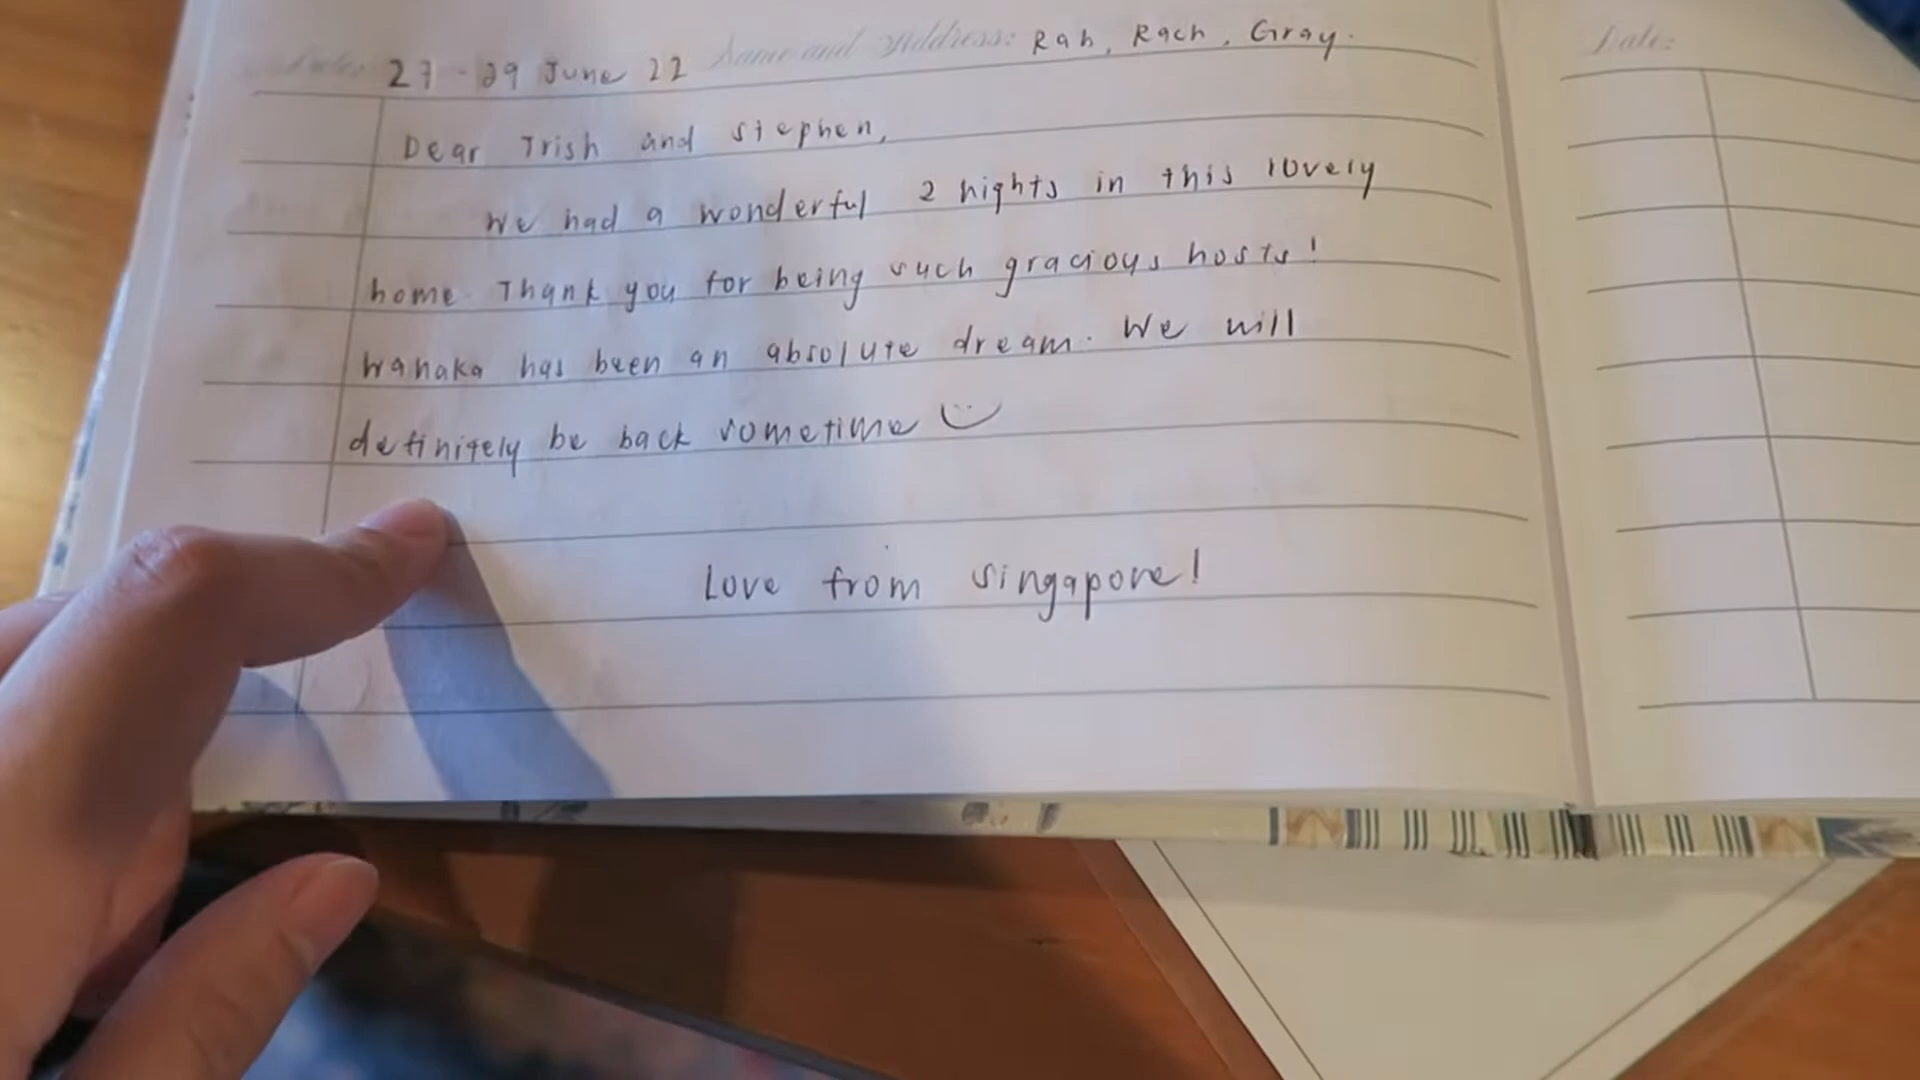 Date: 27 - 29 June 22 Name and Address: Rah, Rach, Gray.
Dear Trish and Stephen,
We had a wonderful 2 nights in this lovely
home. Thank you for being such gracious hosts!
Wanaka has been an absolute dream. We will
definitely be back sometime
Love from Singapore!
Date: